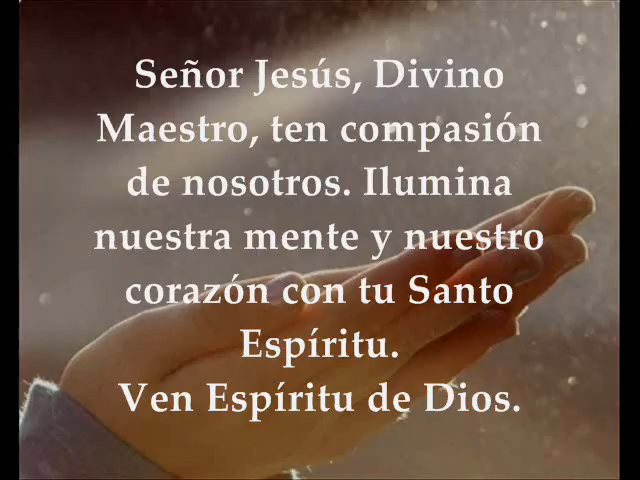 Señor Jesús, Divino
Maestro, ten compasión
de nosotros. Ilumina
nuestra mente y nuestro
corazón con tu Santo
Espíritu.
Ven Espíritu de Dios.